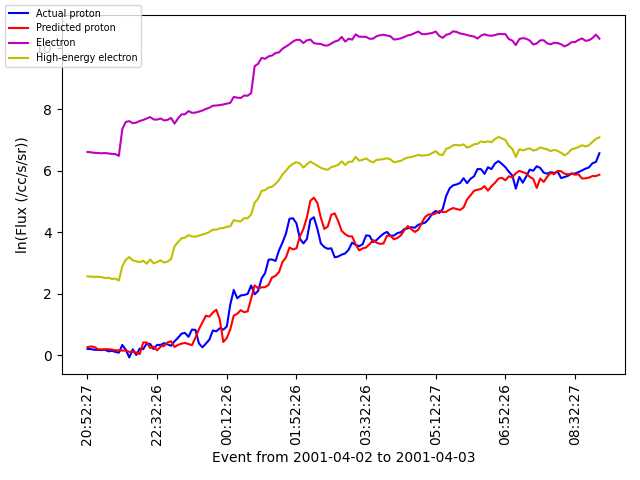 Actual proton
Predicted proton
Electron
High-energy electron
10
8
6
4
2
0
ln(Flux (/cc/s/sr))
20:52:27
22:32:26
00:12:26
01:52:26
03:32:26
05:12:27
06:52:26
08:32:27
Event from 2001-04-02 to 2001-04-03